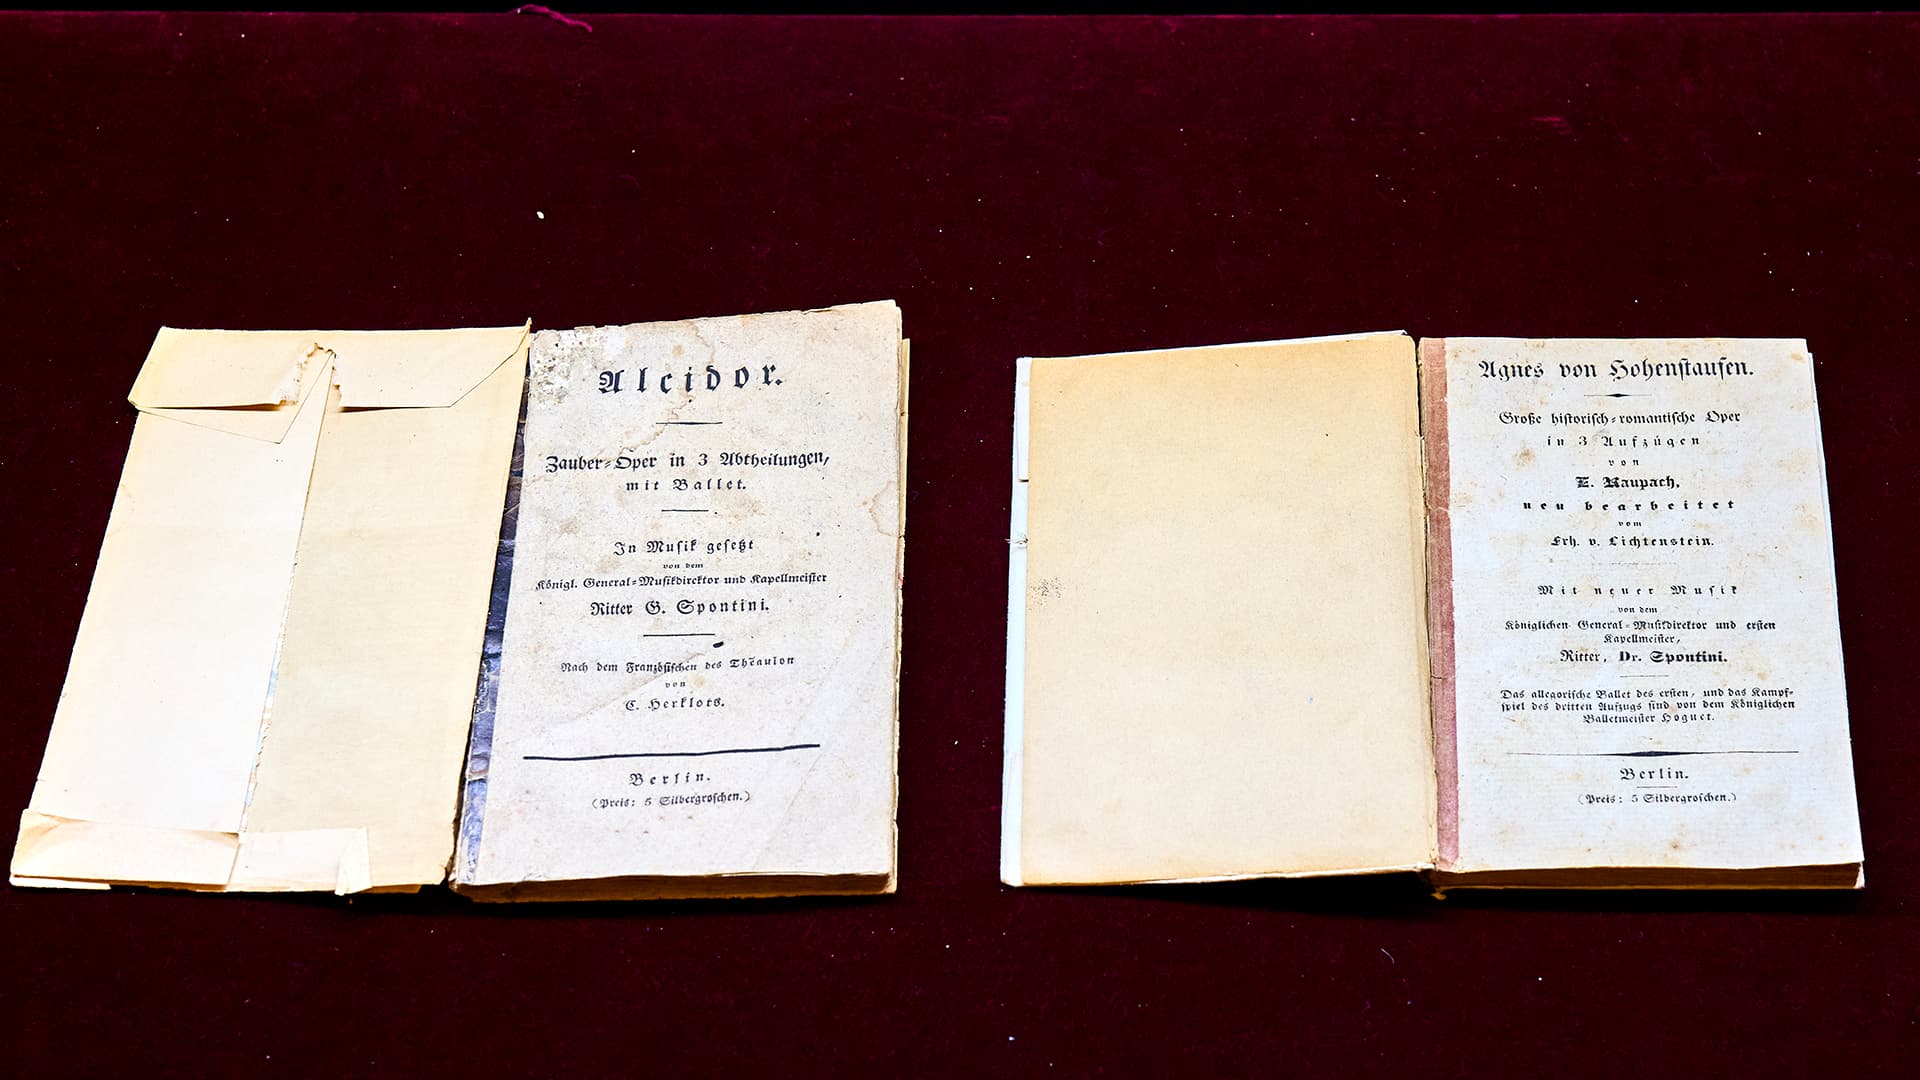 Alcidor.
Zauber-Oper in 3 Abtheilungen,
mit Ballet.
In Musik gesetzt
von dem
Königl. General-Musikdirektor und Kapellmeister
Ritter G. Spontini.
Nach dem Französischen des Théaulon
von
C. Herklots.
Berlin.
(Preis: 5 Silbergroschen.)
Agnes von Hohenstaufen.
Große historisch-romantische Oper
in 3 Aufzügen
von
E. Raupach,
neu bearbeitet
vom
Frh. v. Lichtenstein.
Mit neuer Musik
von dem
Königlichen General-Musikdirektor und ersten
Kapellmeister,
Ritter, Dr. Spontini.
Das allegorische Ballet des ersten, und das Kampf-
spiel des dritten Aufzugs sind von dem Königlichen
Balletmeister Hoguet.
Berlin.
(Preis: 5 Silbergroschen.)